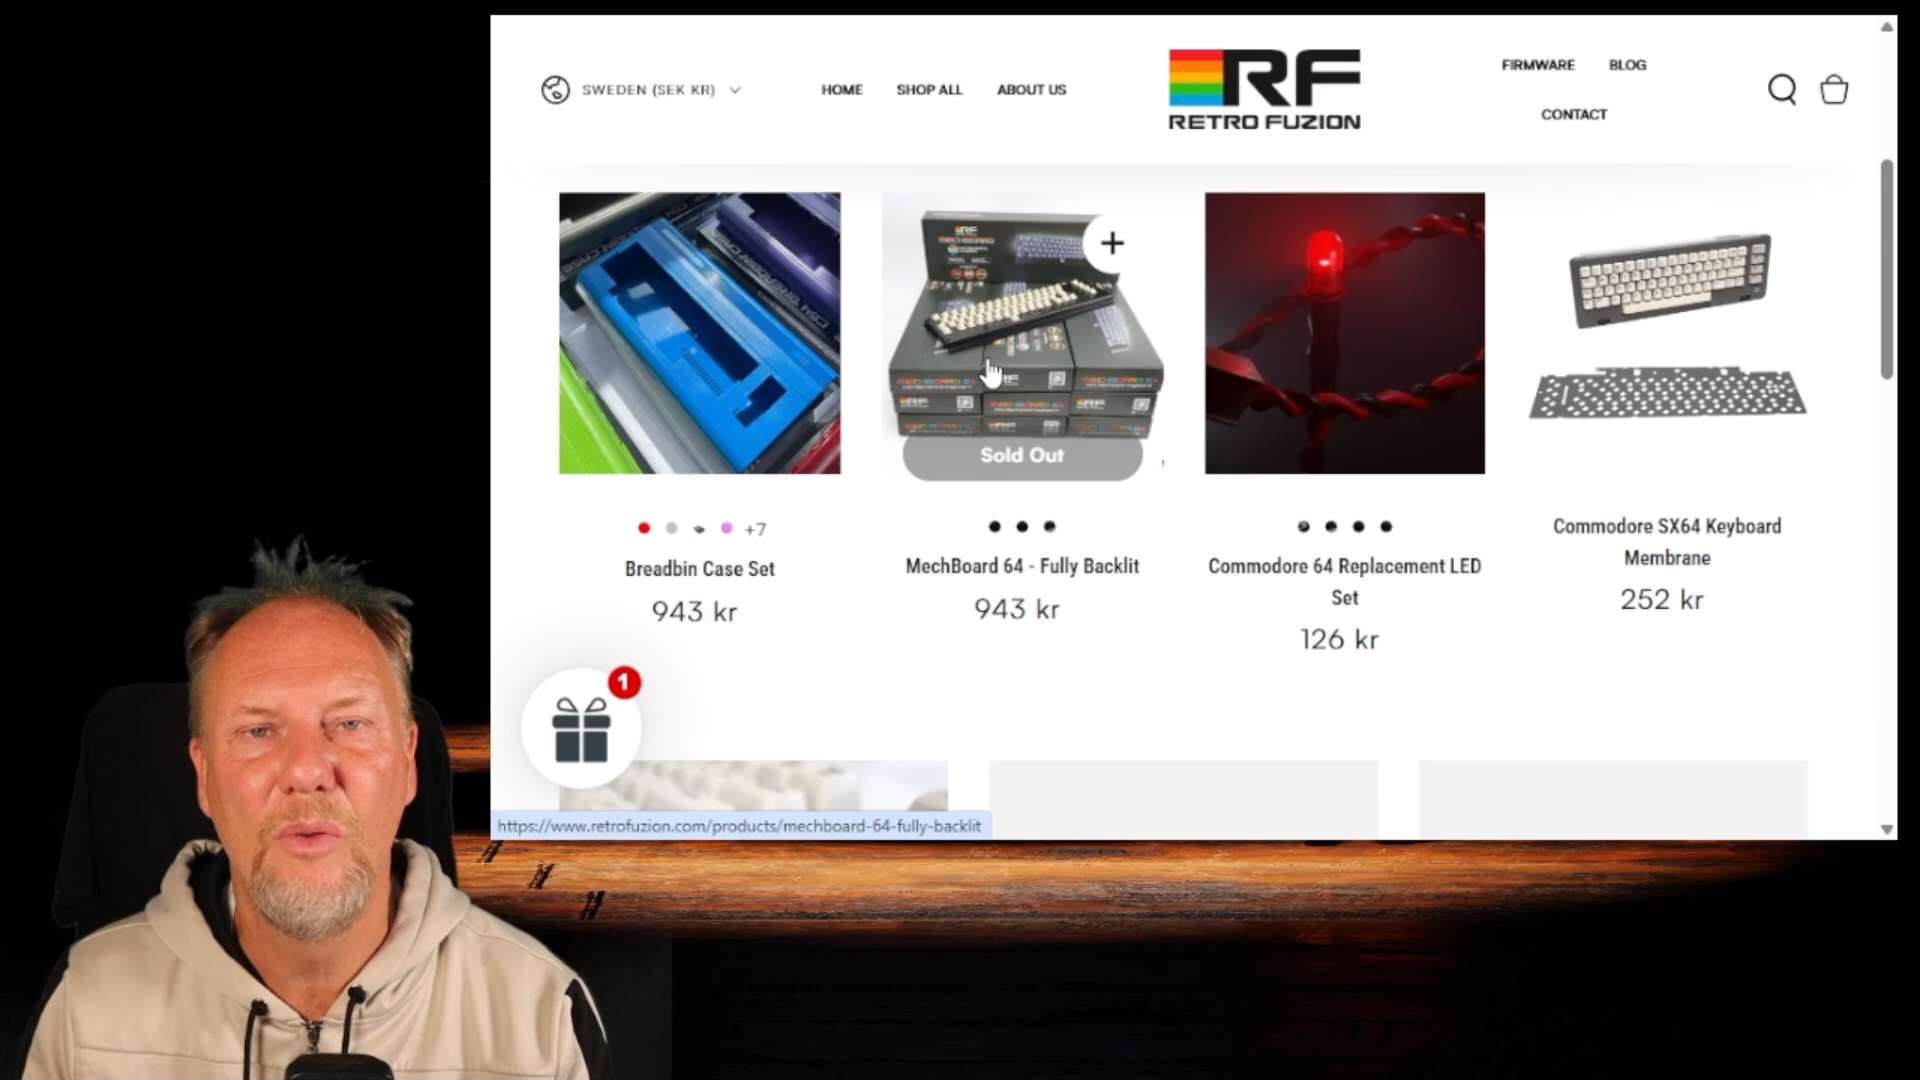 SWEDEN (SEK KR)
HOME
SHOP ALL
ABOUT US
RF
RETRO FUZION
FIRMWARE
BLOG
CONTACT
Sold Out
+7
Breadbin Case Set
943 kr
MechBoard 64 - Fully Backlit
943 kr
Commodore 64 Replacement LED
Set
126 kr
Commodore SX64 Keyboard
Membrane
252 kr
1
https://www.retrofuzion.com/products/mechboard-64-fully-backlit